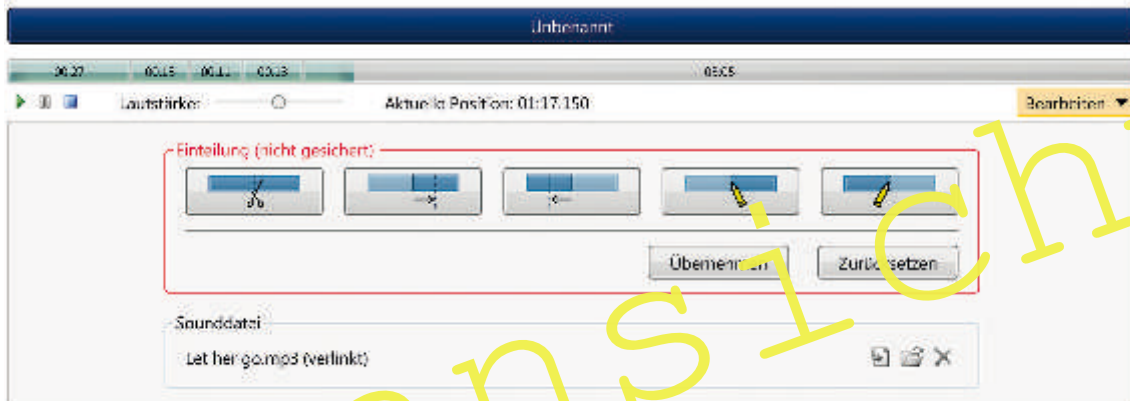 Unbenannt
00:27 00:15 00:11 00:13 03:05
Lautstärke: Aktuelle Position: 01:17.150 Bearbeiten
Einteilung (nicht gesichert)
Übernehmen Zurücksetzen
Sounddatei
Let her go.mp3 (verlinkt)
nsich